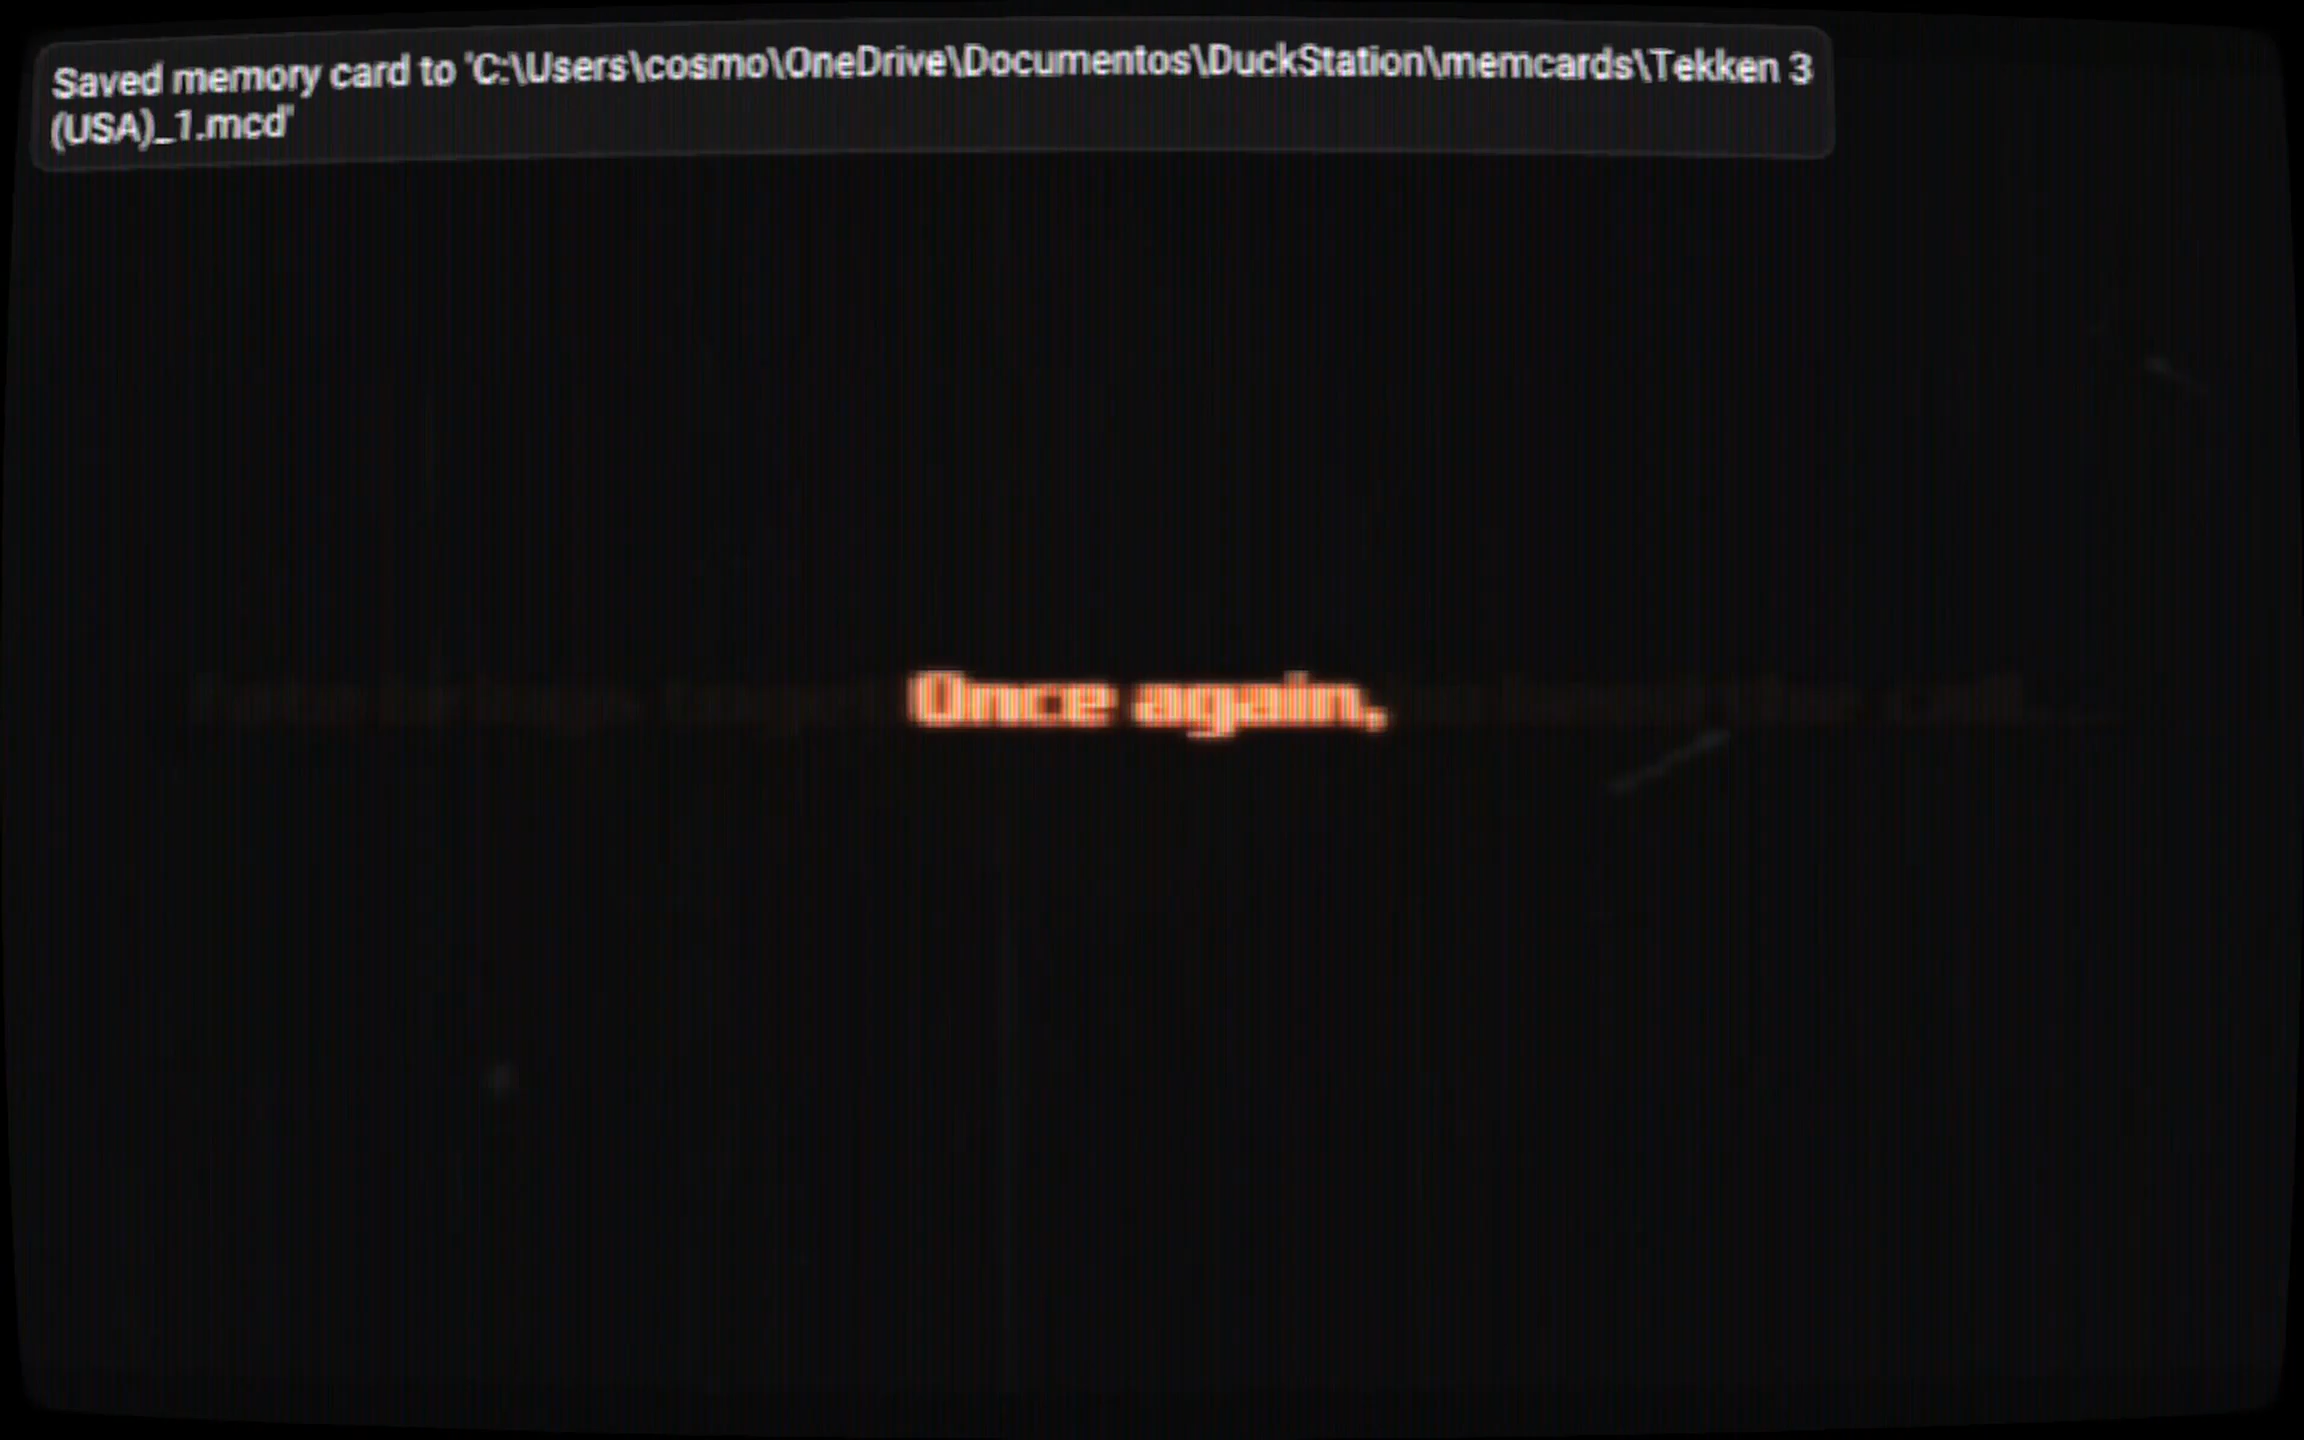 Saved memory card to 'C:\Users\cosmo\OneDrive\Documentos\DuckStation\memcards\Tekken 3
(USA)_1.mcd'
Once again,